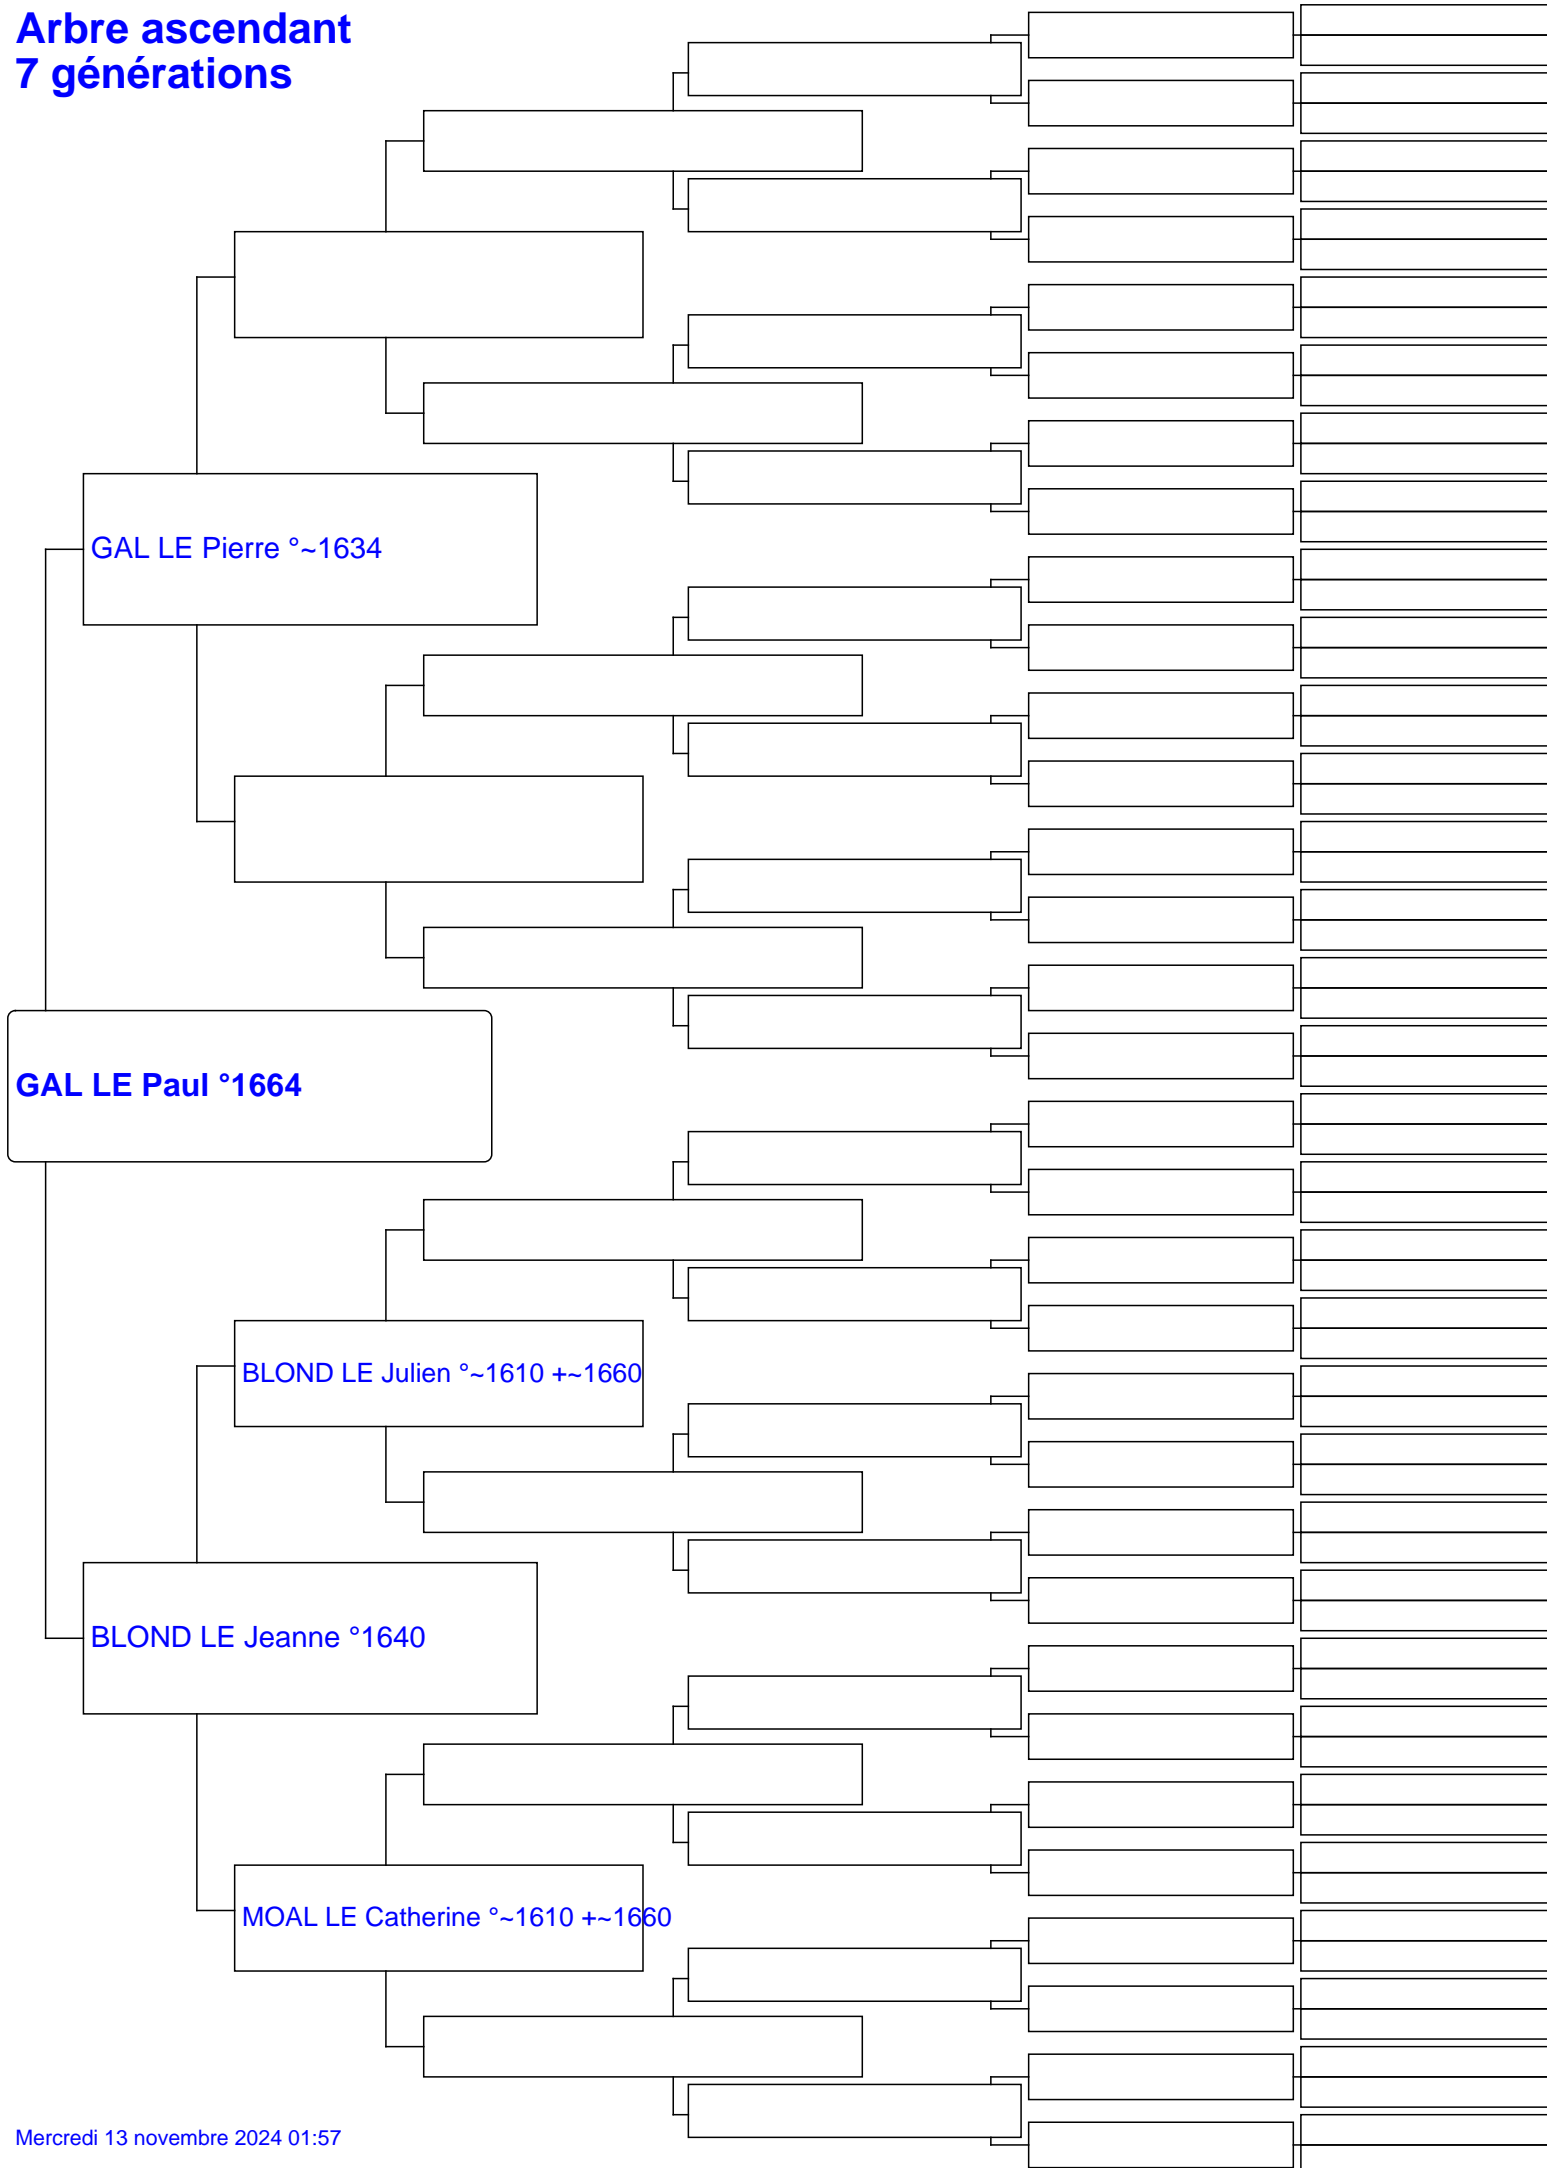 Arbre ascendant
7 générations
GAL LE Pierre °~1634
GAL LE Paul °1664
BLOND LE Julien °~1610 +~1660
BLOND LE Jeanne °1640
MOAL LE Catherine °~1610 +~1660
Mercredi 13 novembre 2024 01:57